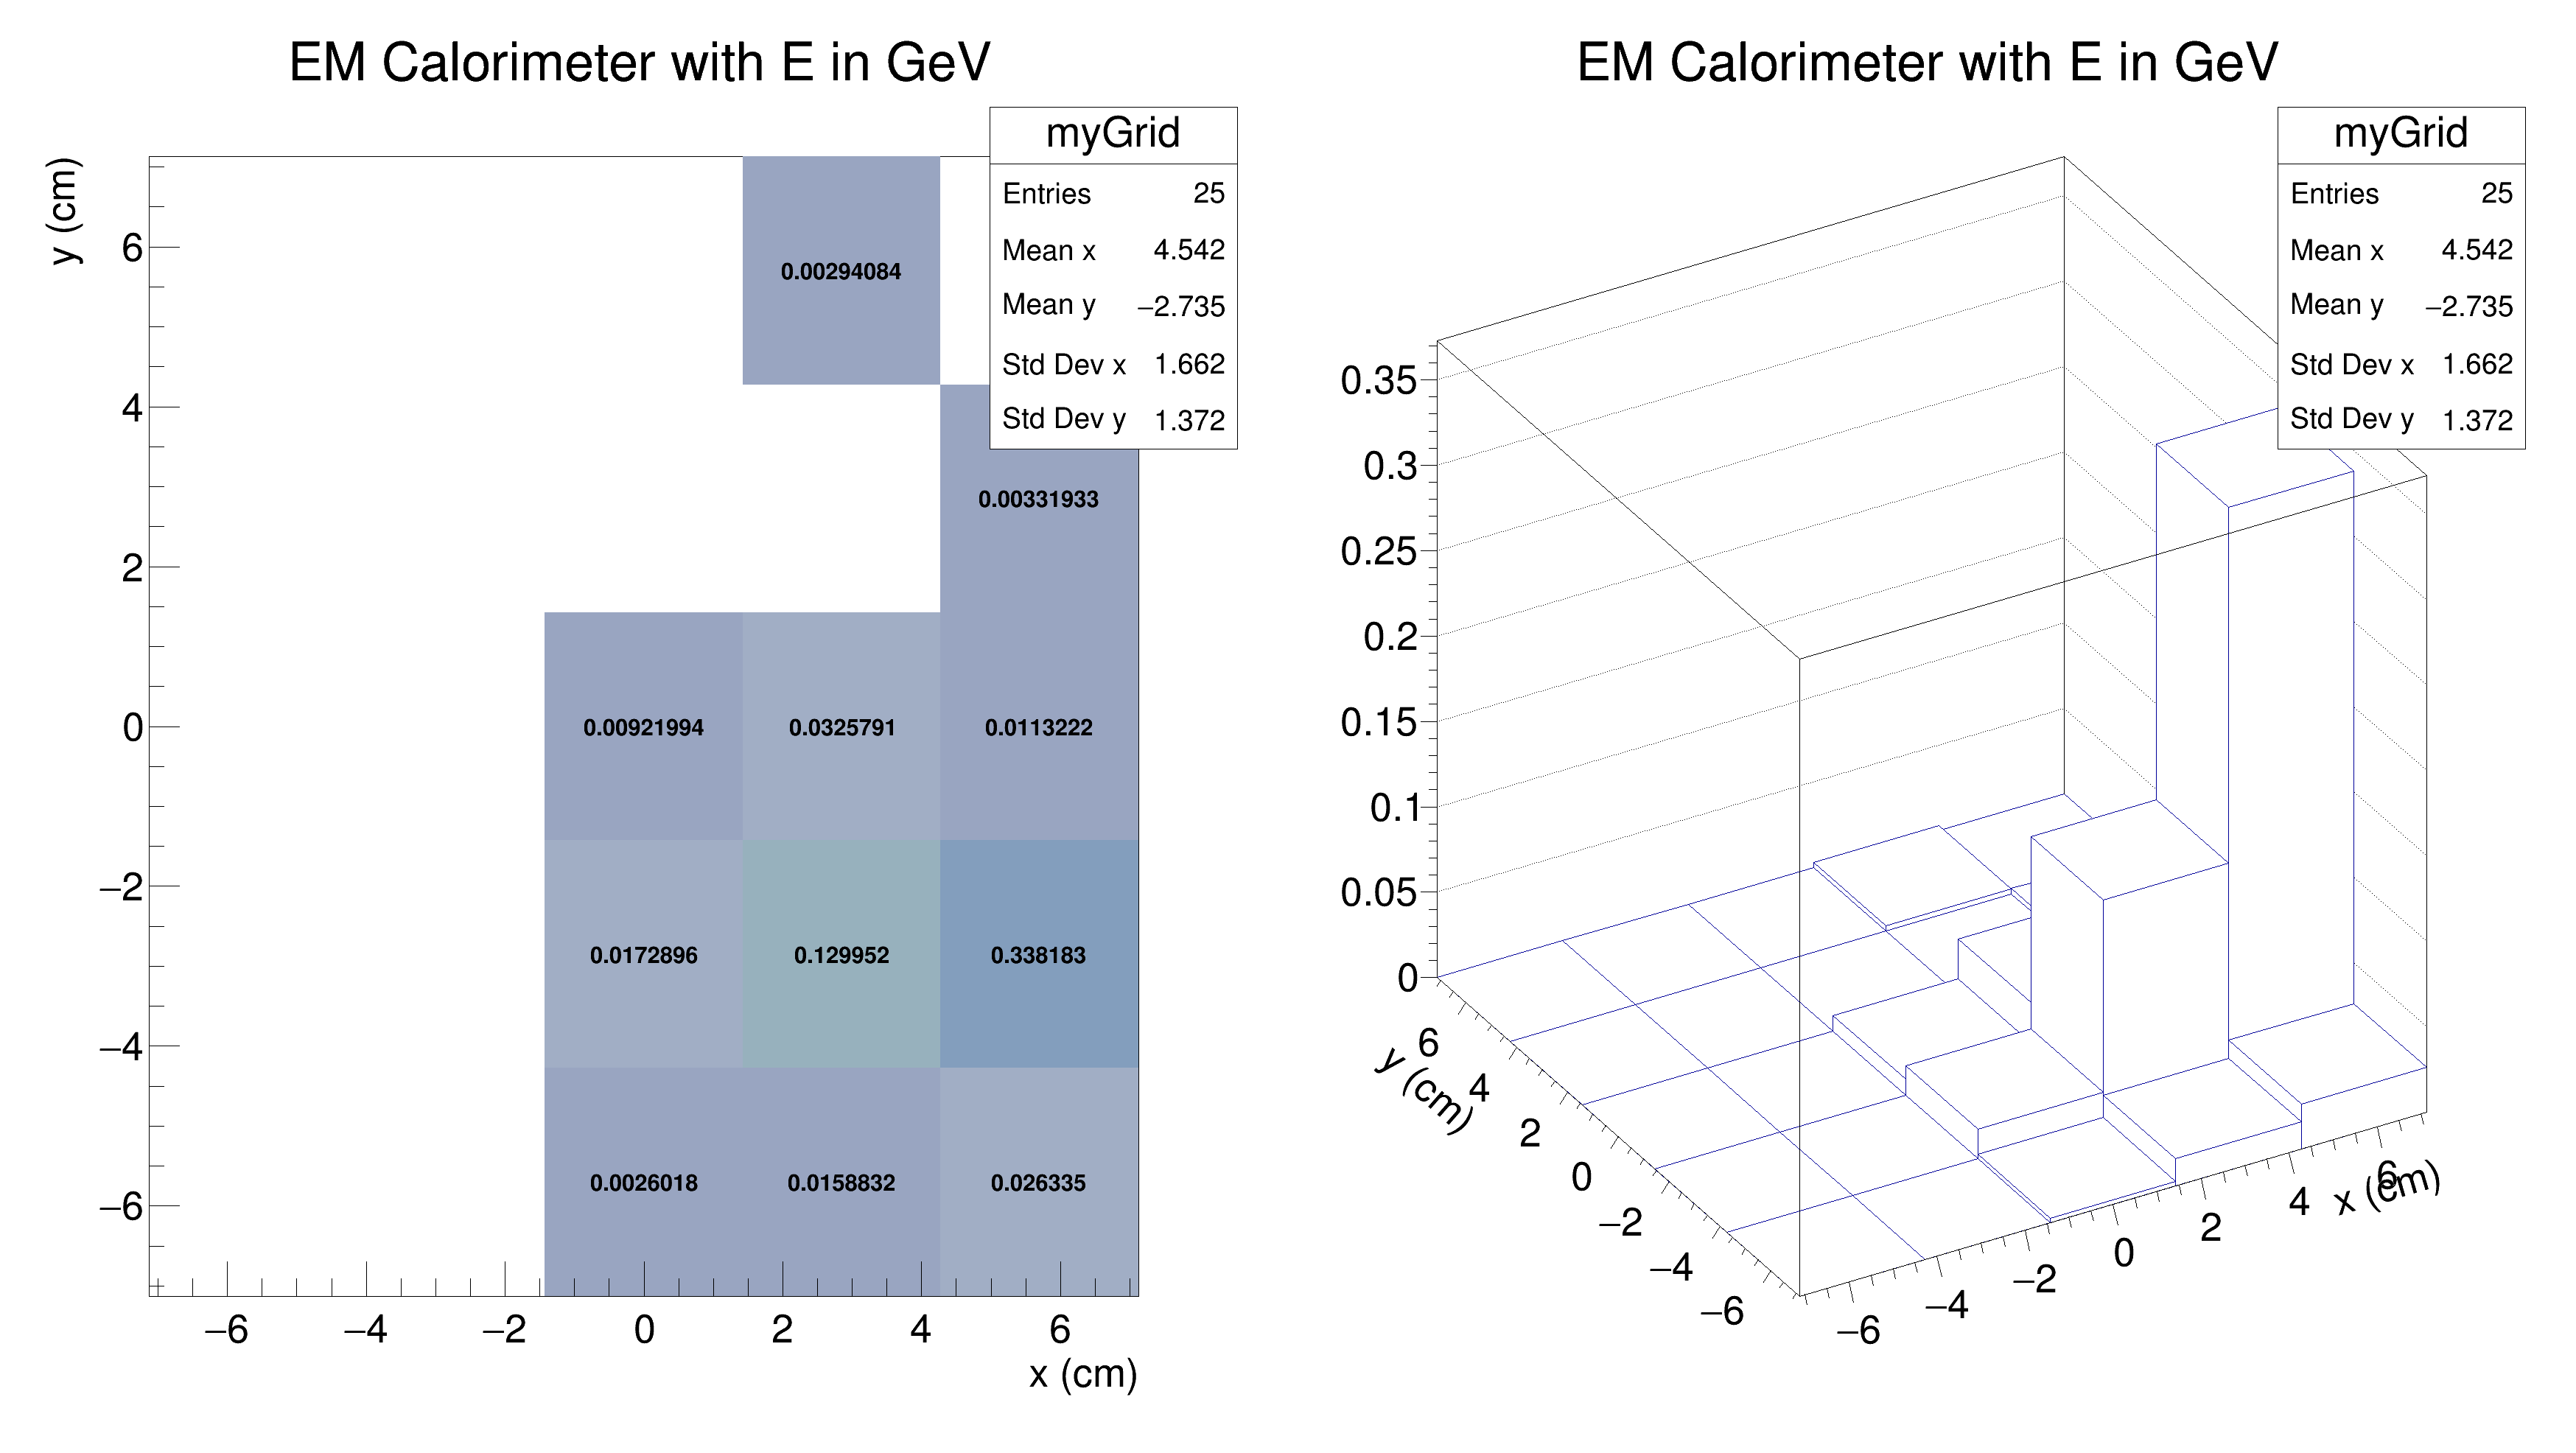 EM Calorimeter with E in GeV
myGrid
Entries 25
Mean x 4.542
Mean y −2.735
Std Dev x 1.662
Std Dev y 1.372
y (cm)
6
4
2
0
−2
−4
−6
0.00294084
0.00331933
0.00921994 0.0325791 0.0113222
0.0172896 0.129952 0.338183
0.0026018 0.0158832 0.026335
−6 −4 −2 0 2 4 6
x (cm)
EM Calorimeter with E in GeV
myGrid
Entries 25
Mean x 4.542
Mean y −2.735
Std Dev x 1.662
Std Dev y 1.372
0.35
0.3
0.25
0.2
0.15
0.1
0.05
0
y (cm)
6
4
2
0
−2
−4
−6
−6
−4
−2
0
2
4
6
x (cm)